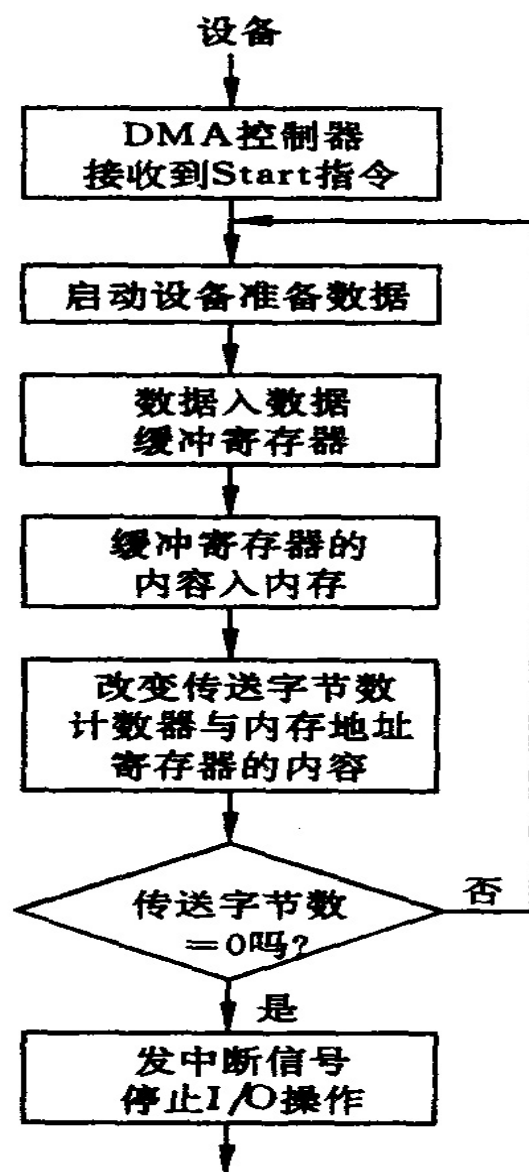 设备
DMA控制器
接收到Start指令
启动设备准备数据
数据入数据
缓冲寄存器
缓冲寄存器的
内容入内存
改变传送字节数
计数器与内存地址
寄存器的内容
传送字节数
=0吗?
否
是
发中断信号
停止I/O操作